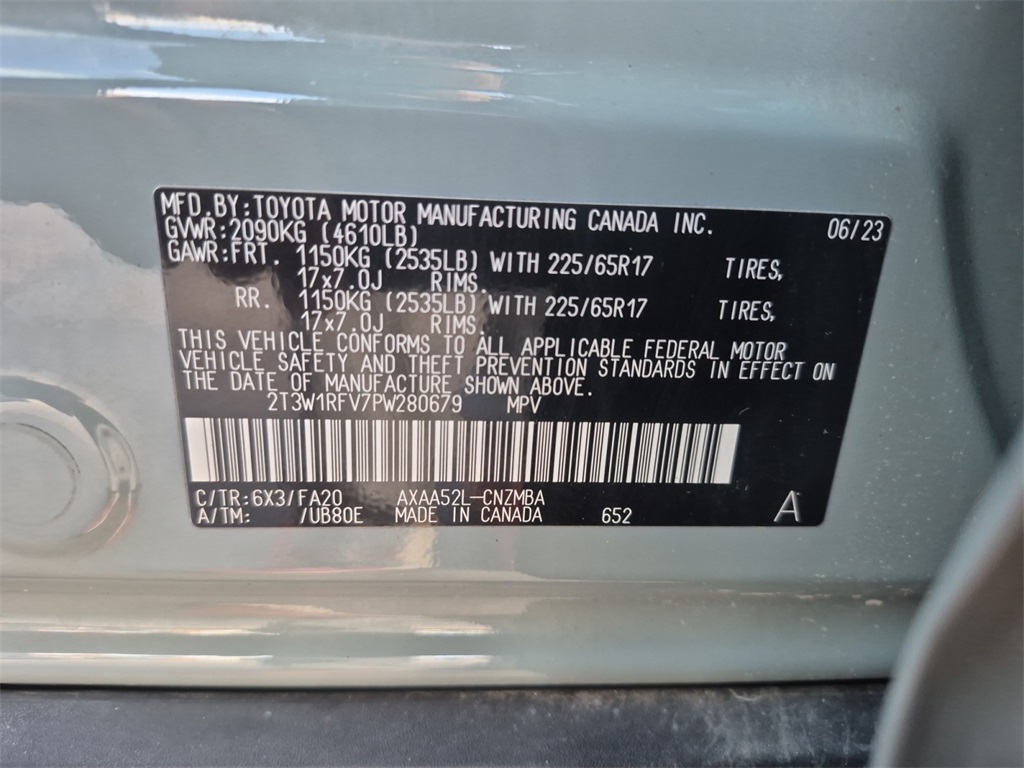 MFD.BY:TOYOTA MOTOR MANUFACTURING CANADA INC. 06/23
GVWR:2090KG (4610LB)
GAWR:FRT. 1150KG (2535LB) WITH 225/65R17 TIRES,
17x7.0J RIMS.
RR. 1150KG (2535LB) WITH 225/65R17 TIRES,
17x7.0J RIMS.
THIS VEHICLE CONFORMS TO ALL APPLICABLE FEDERAL MOTOR
VEHICLE SAFETY AND THEFT PREVENTION STANDARDS IN EFFECT ON
THE DATE OF MANUFACTURE SHOWN ABOVE.
2T3W1RFV7PW280679 MPV
C/TR:6X3/FA20 AXAA52L-CNZMBA
A/TM: /UB80E MADE IN CANADA 652 A